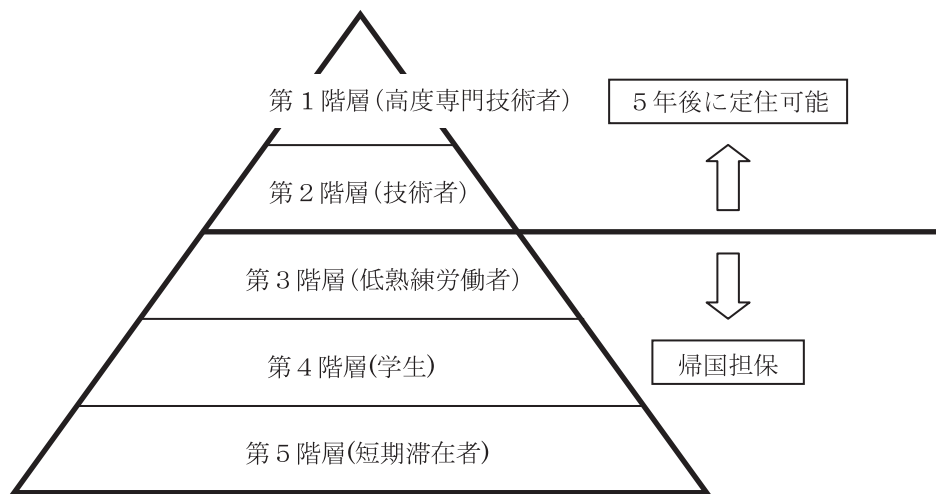 第１階層(高度専門技術者)
５年後に定住可能
第２階層(技術者)
第３階層(低熟練労働者)
第４階層(学生)
帰国担保
第５階層(短期滞在者)